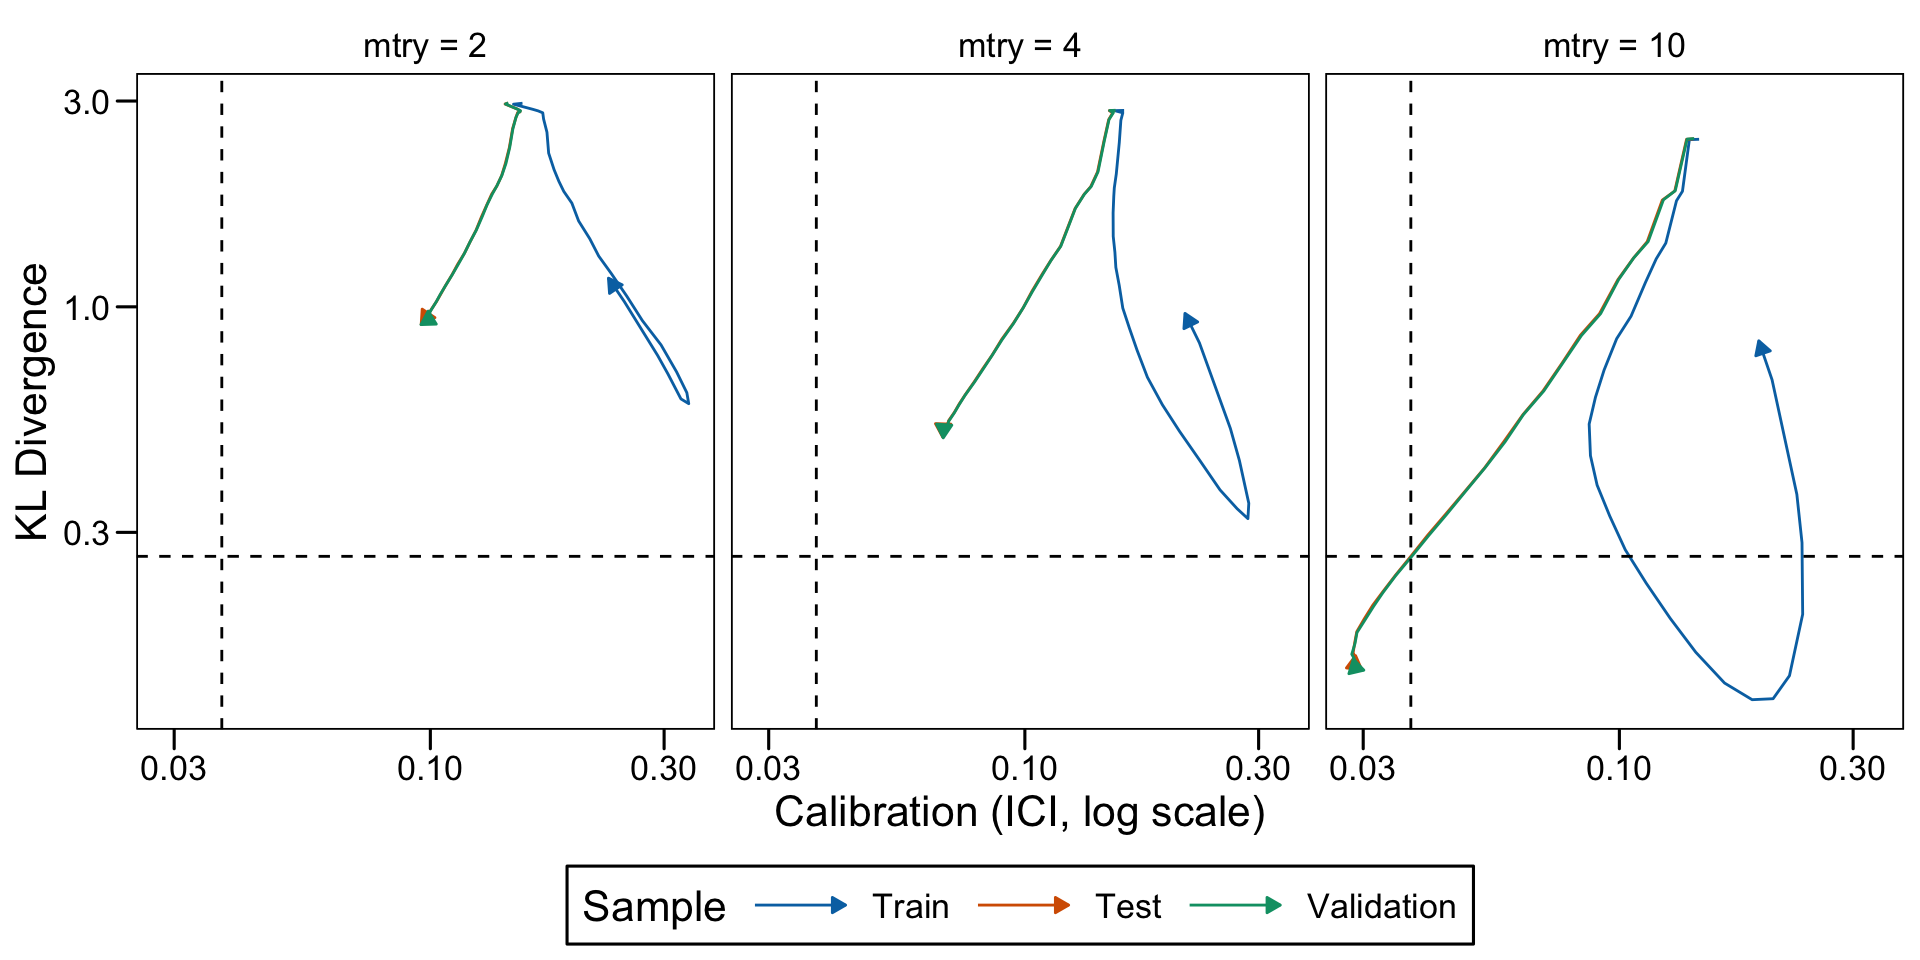 mtry = 2
mtry = 4
mtry = 10
KL Divergence
3.0
1.0
0.3
0.03
0.10
0.30
0.03
0.10
0.30
0.03
0.10
0.30
Calibration (ICI, log scale)
Sample Train Test Validation